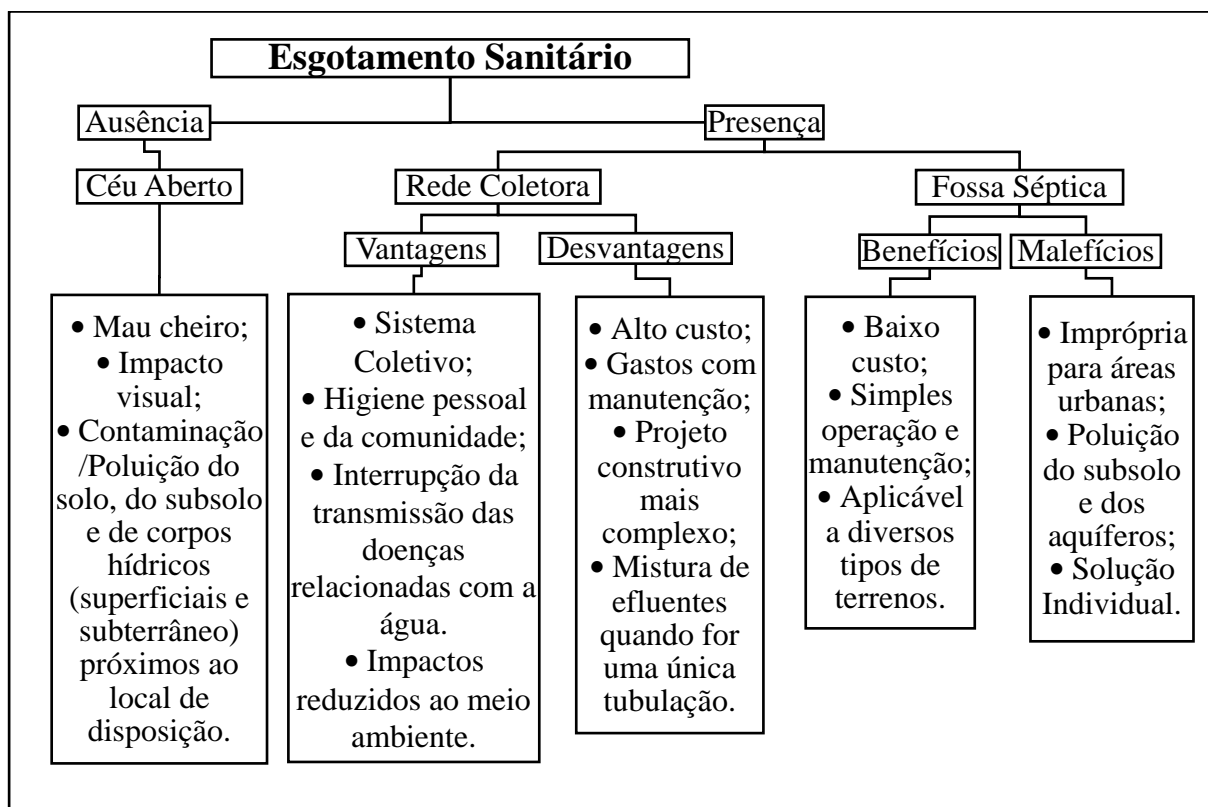 Esgotamento Sanitário
Ausência
Presença
Céu Aberto
Rede Coletora
Fossa Séptica
Vantagens
Desvantagens
Benefícios
Malefícios
• Mau cheiro;
• Impacto
visual;
• Contaminação
/Poluição do
solo, do subsolo
e de corpos
hídricos
(superficiais e
subterrâneo)
próximos ao
local de
disposição.
• Sistema
Coletivo;
• Higiene pessoal
e da comunidade;
• Interrupção da
transmissão das
doenças
relacionadas com a
água.
• Impactos
reduzidos ao meio
ambiente.
• Alto custo;
• Gastos com
manutenção;
• Projeto
construtivo
mais
complexo;
• Mistura de
efluentes
quando for
uma única
tubulação.
• Baixo
custo;
• Simples
operação e
manutenção;
• Aplicável
a diversos
tipos de
terrenos.
• Imprópria
para áreas
urbanas;
• Poluição
do subsolo
e dos
aquíferos;
• Solução
Individual.